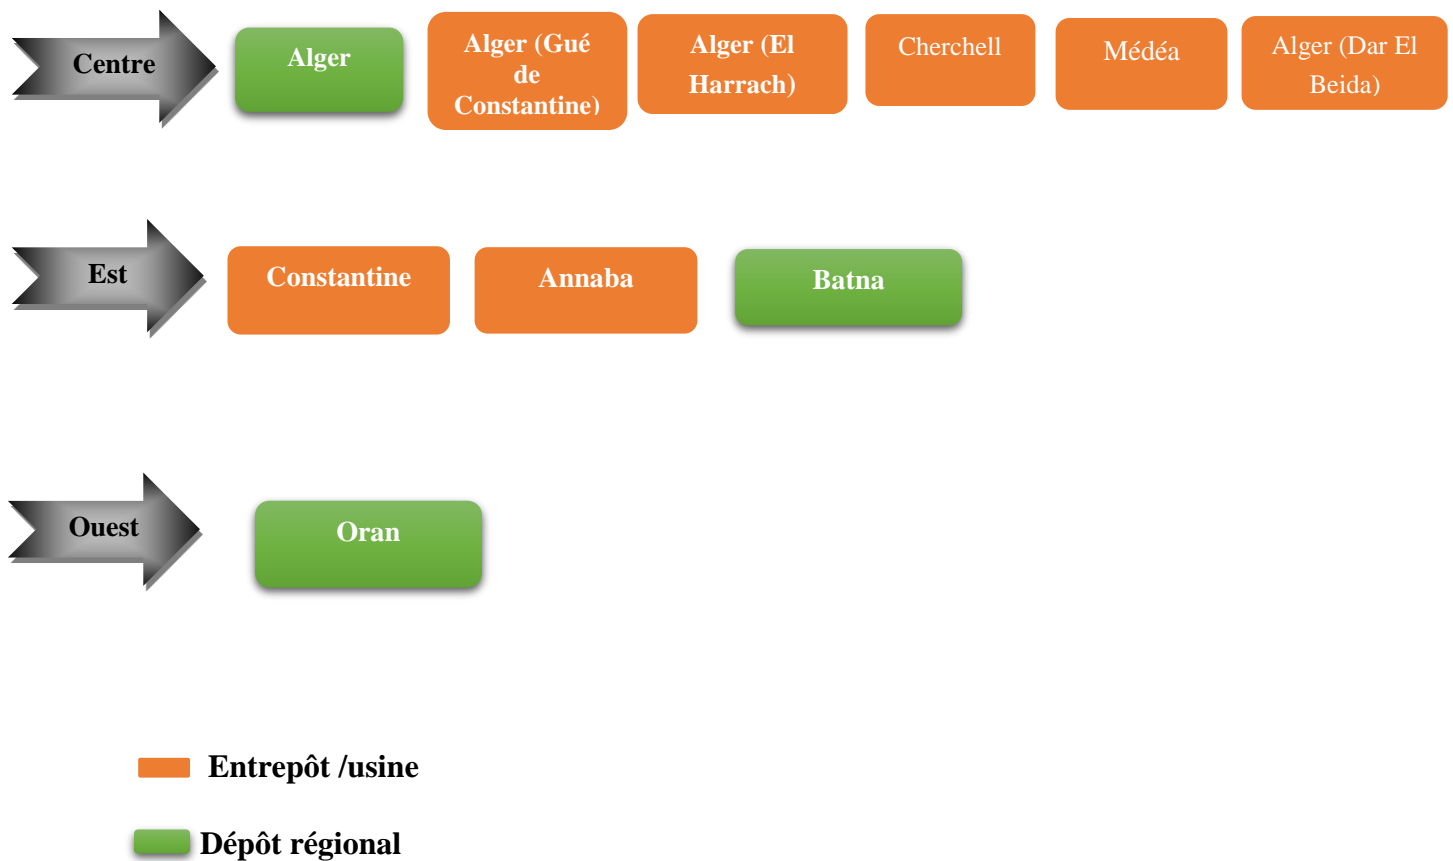 Centre
Alger
Alger (Gué
de
Constantine)
Alger (El
Harrach)
Cherchell
Médéa
Alger (Dar El
Beida)
Est
Constantine
Annaba
Batna
Ouest
Oran
Entrepôt /usine
Dépôt régional